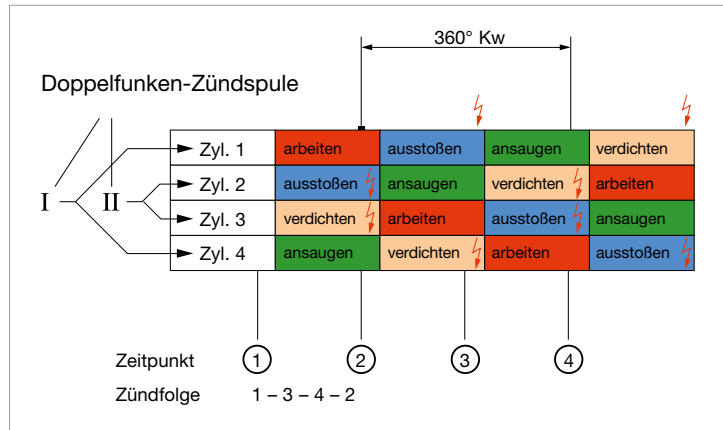 360° Kw
Doppelfunken-Zündspule
Zyl. 1 arbeiten ausstoßen ansaugen verdichten
Zyl. 2 ausstoßen ansaugen verdichten arbeiten
I II
Zyl. 3 verdichten arbeiten ausstoßen ansaugen
Zyl. 4 ansaugen verdichten arbeiten ausstoßen
Zeitpunkt 1 2 3 4
Zündfolge 1 – 3 – 4 – 2